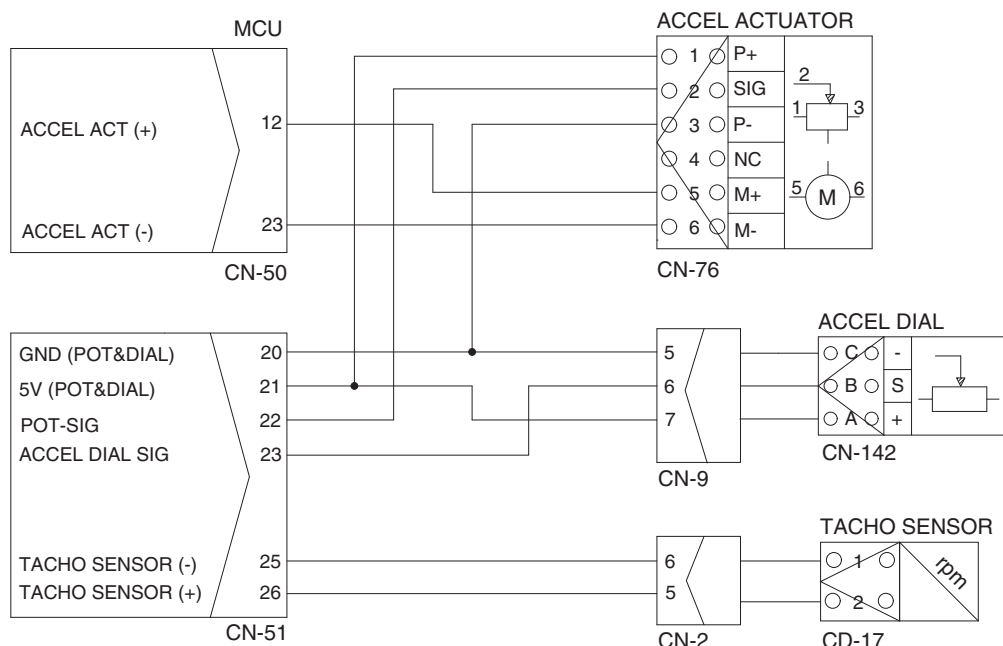 MCU
ACCEL ACT (+)
12
ACCEL ACT (-)
23
CN-50
ACCEL ACTUATOR
1 P+
2 SIG
3 P-
4 NC
5 M+
6 M-
2
1 3
5 M 6
CN-76
GND (POT&DIAL) 20
5V (POT&DIAL) 21
POT-SIG 22
ACCEL DIAL SIG 23
TACHO SENSOR (-) 25
TACHO SENSOR (+) 26
CN-51
5
6
7
CN-9
ACCEL DIAL
C -
B S
A +
CN-142
6
5
CN-2
TACHO SENSOR
1
2
rpm
CD-17